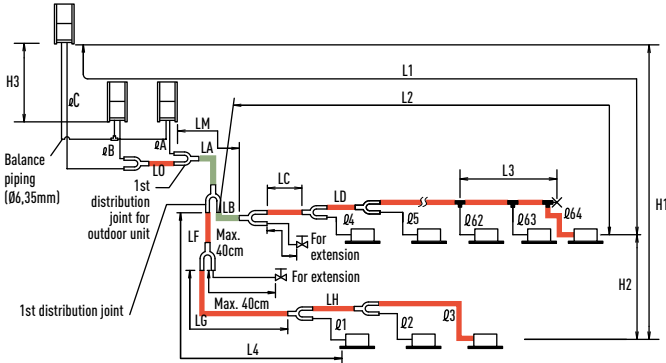 H3
L1
L2
ℓC
LM
ℓB
ℓA
LA
L3
Balance
piping
(Ø6,35mm)
LO
1st
distribution
joint for
outdoor unit
LB
LC
LD
ℓ4
ℓ5
ℓ62
ℓ63
ℓ64
H1
LF
Max.
40cm
For
extension
For extension
H2
1st distribution joint
Max. 40cm
LG
LH
ℓ1
ℓ2
ℓ3
L4